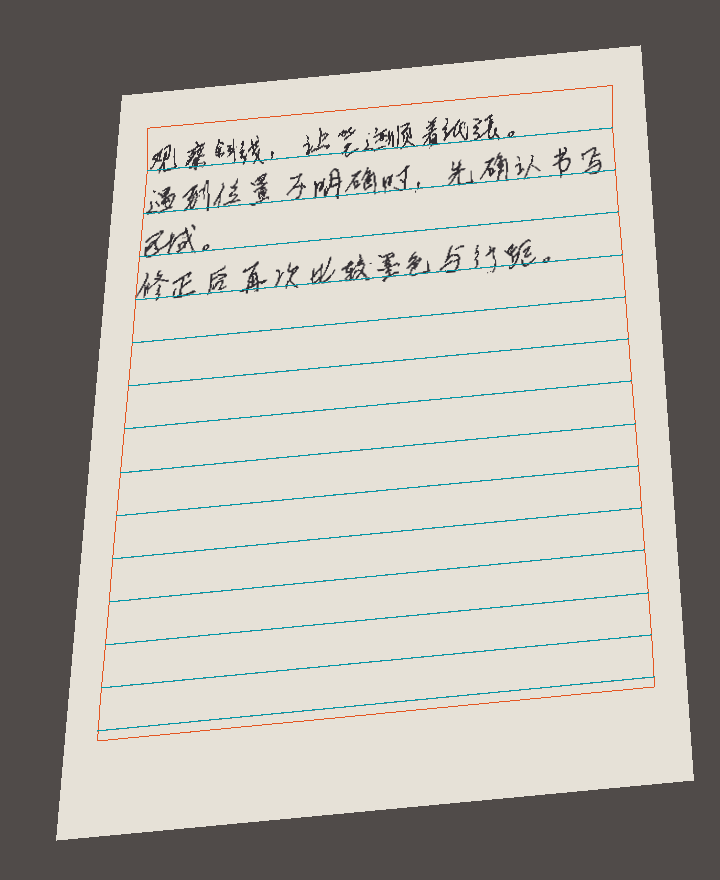 观察斜线，让笔迹顺着纸张。
遇到位置不明确时，先确认书写
区域。
修正后再次比较墨色与行距。